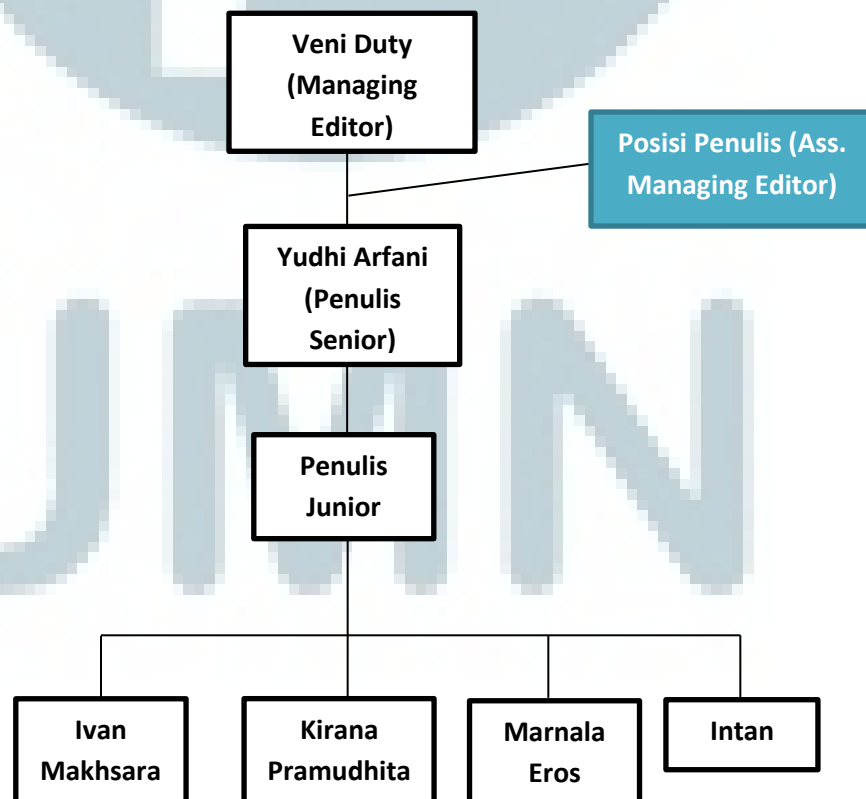 Veni Duty
(Managing
Editor)
Posisi Penulis (Ass.
Managing Editor)
Yudhi Arfani
(Penulis
Senior)
Penulis
Junior
Ivan
Makhsara
Kirana
Pramudhita
Marnala
Eros
Intan
UMN